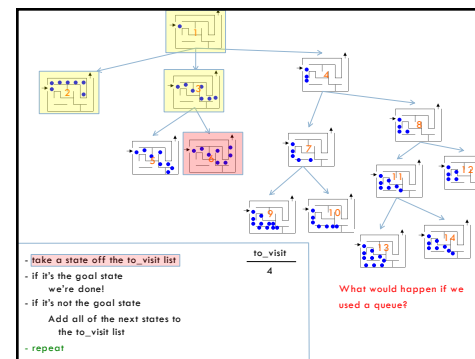 1
2
3
4
5
6
7
8
9
10
11
12
13
14
- take a state off the to_visit list
- if it's the goal state
we're done!
- if it's not the goal state
Add all of the next states to
the to_visit list
- repeat
to_visit
4
What would happen if we
used a queue?